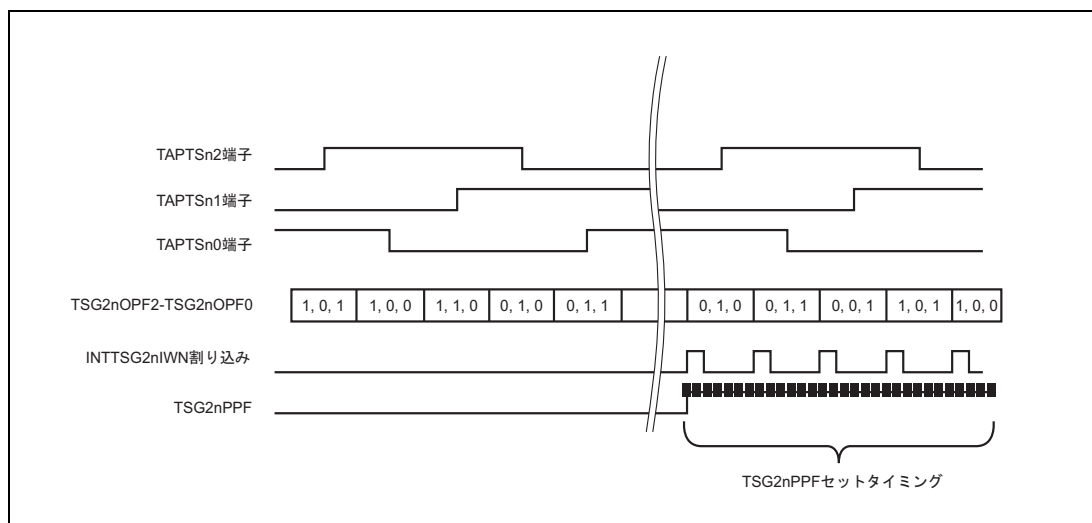 TAPTSn2端子
TAPTSn1端子
TAPTSn0端子
TSG2nOPF2-TSG2nOPF0 1, 0, 1 1, 0, 0 1, 1, 0 0, 1, 0 0, 1, 1 0, 1, 0 0, 1, 1 0, 0, 1 1, 0, 1 1, 0, 0
INTTSG2nIWN割り込み
TSG2nPPF
TSG2nPPFセットタイミング